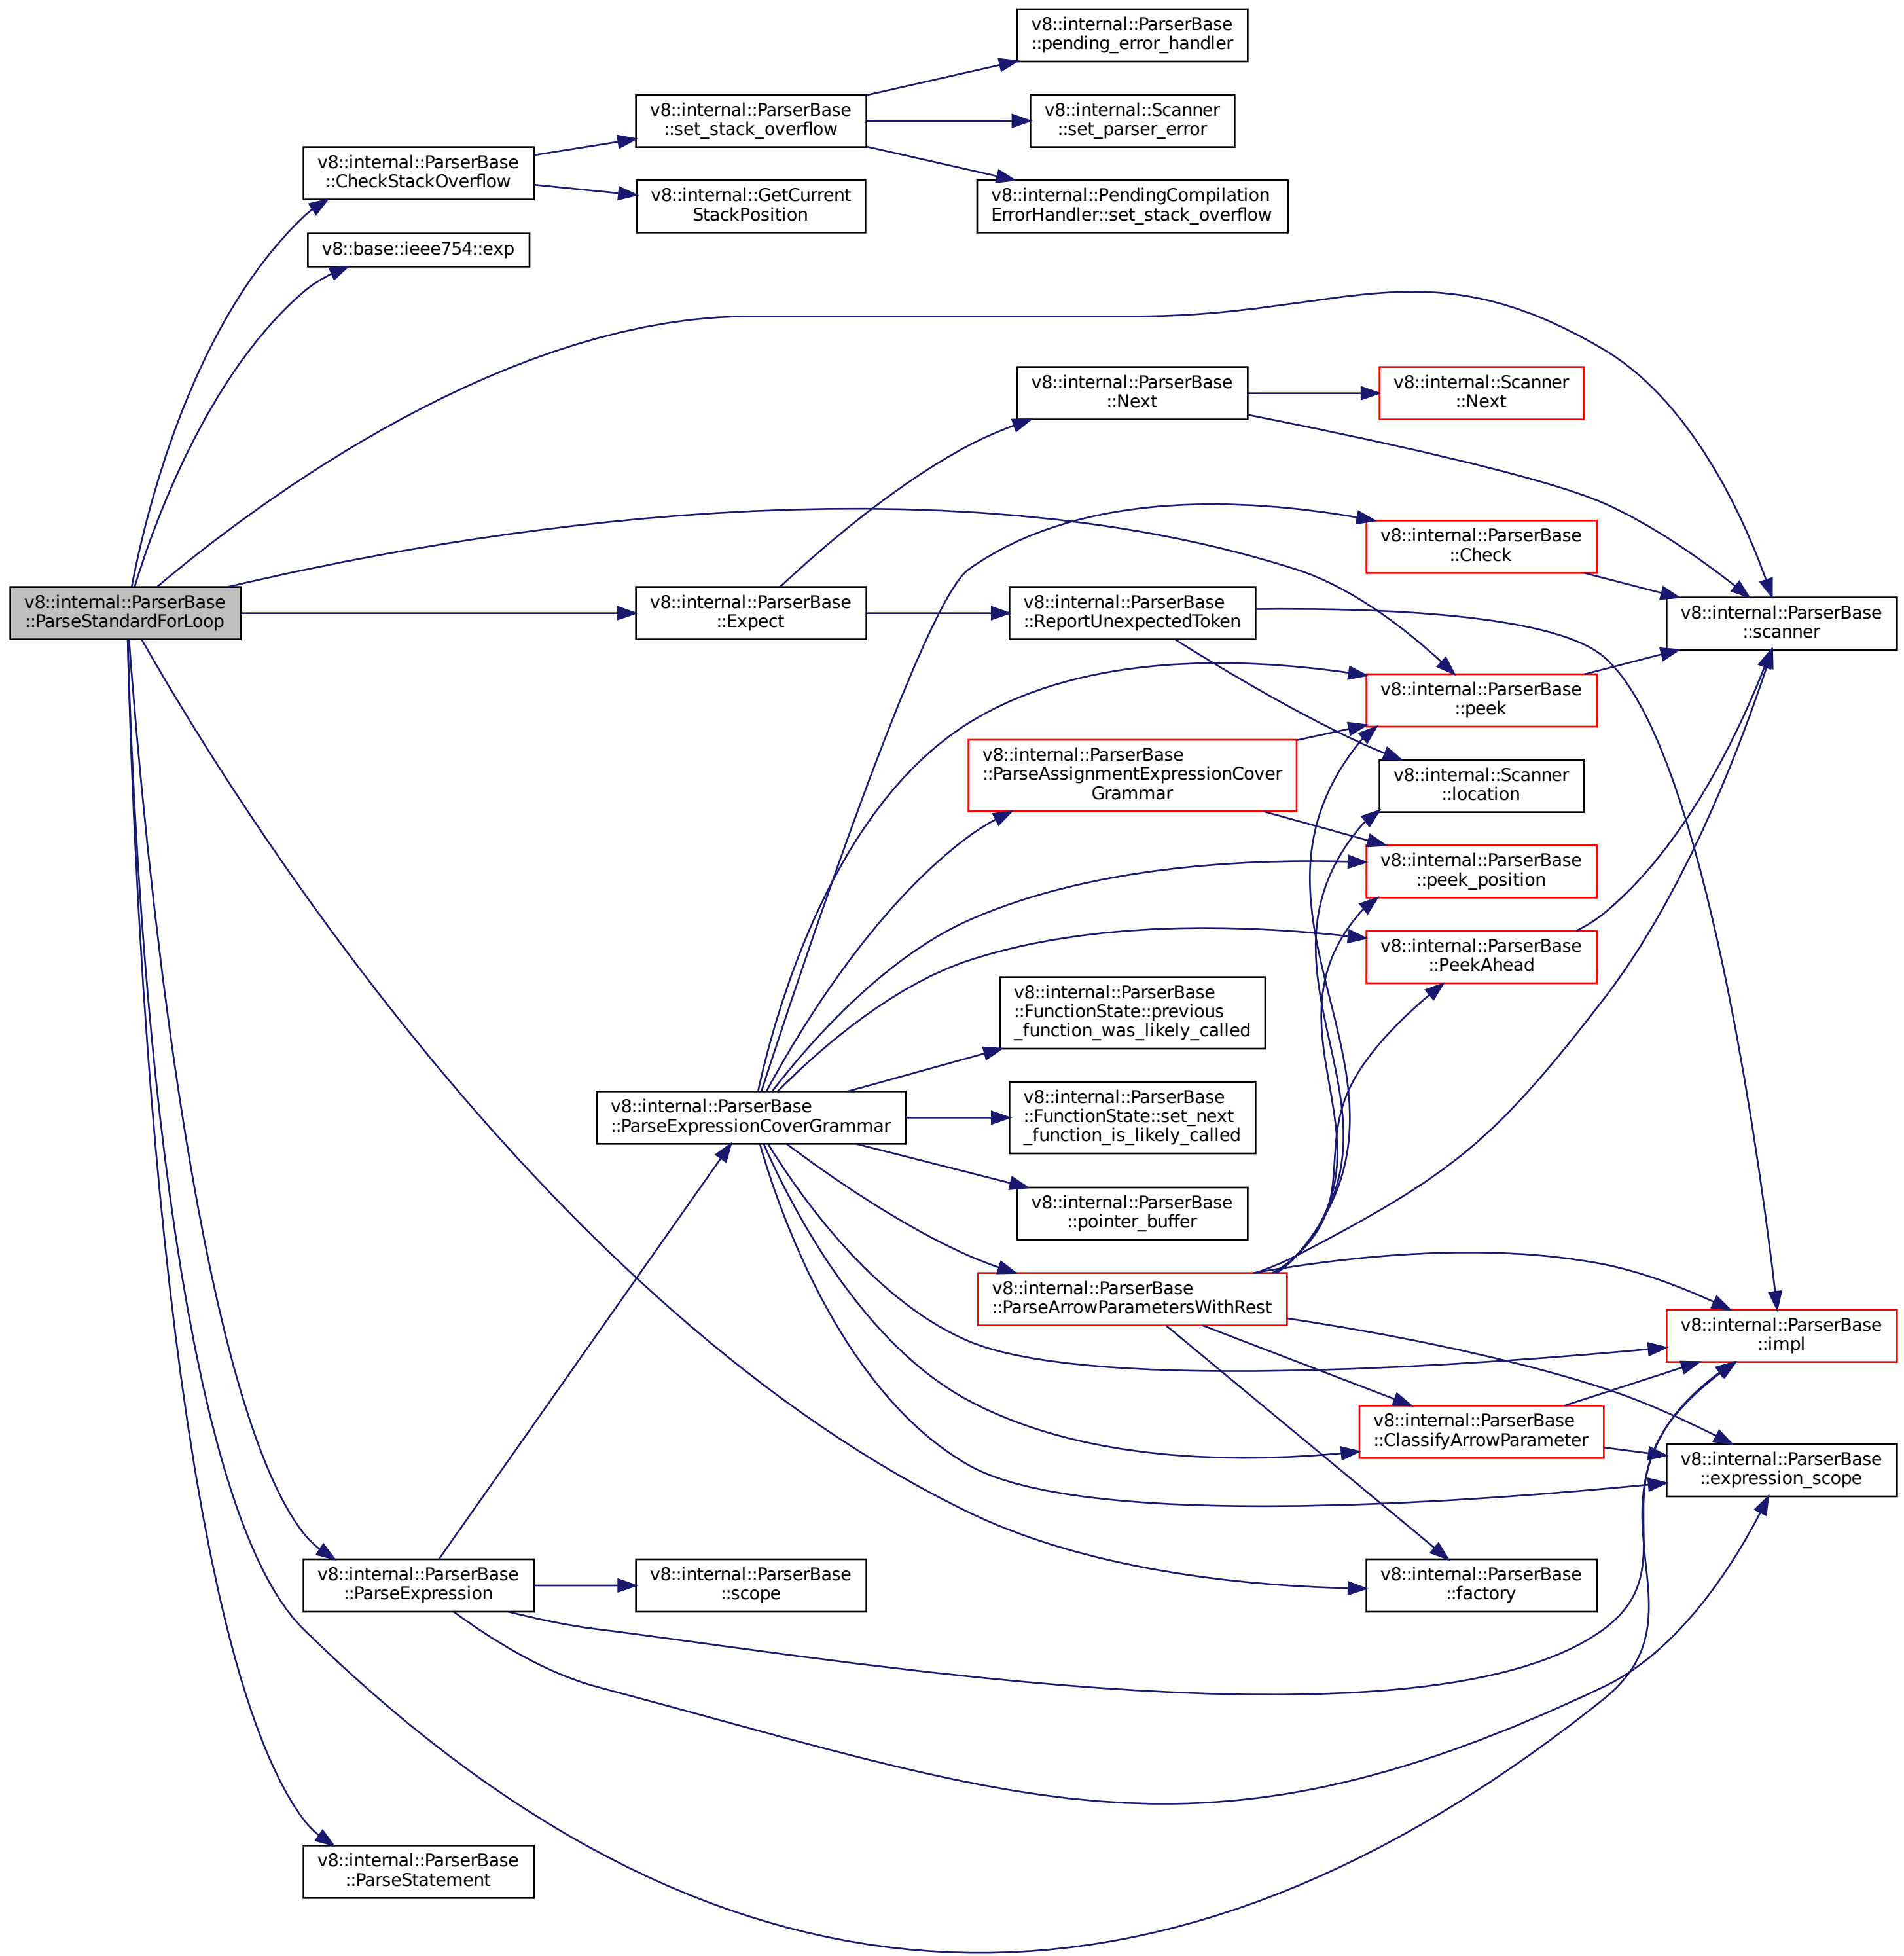 v8::internal::ParserBase
::pending_error_handler
v8::internal::ParserBase
::set_stack_overflow
v8::internal::Scanner
::set_parser_error
v8::internal::ParserBase
::CheckStackOverflow
v8::internal::GetCurrent
StackPosition
v8::internal::PendingCompilation
ErrorHandler::set_stack_overflow
v8::base::ieee754::exp
v8::internal::ParserBase
::Next
v8::internal::Scanner
::Next
v8::internal::ParserBase
::Check
v8::internal::ParserBase
::ParseStandardForLoop
v8::internal::ParserBase
::Expect
v8::internal::ParserBase
::ReportUnexpectedToken
v8::internal::ParserBase
::scanner
v8::internal::ParserBase
::peek
v8::internal::ParserBase
::ParseAssignmentExpressionCover
Grammar
v8::internal::Scanner
::location
v8::internal::ParserBase
::peek_position
v8::internal::ParserBase
::PeekAhead
v8::internal::ParserBase
::FunctionState::previous
_function_was_likely_called
v8::internal::ParserBase
::ParseExpressionCoverGrammar
v8::internal::ParserBase
::FunctionState::set_next
_function_is_likely_called
v8::internal::ParserBase
::pointer_buffer
v8::internal::ParserBase
::ParseArrowParametersWithRest
v8::internal::ParserBase
::impl
v8::internal::ParserBase
::ClassifyArrowParameter
v8::internal::ParserBase
::expression_scope
v8::internal::ParserBase
::ParseExpression
v8::internal::ParserBase
::scope
v8::internal::ParserBase
::factory
v8::internal::ParserBase
::ParseStatement